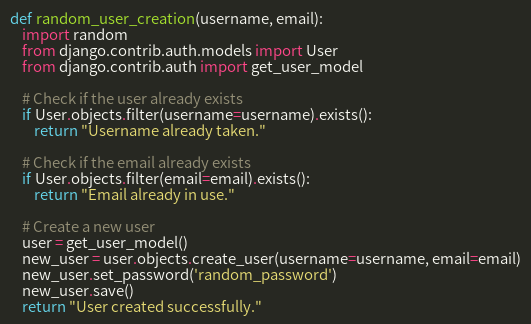 def random_user_creation(username, email):
    import random
    from django.contrib.auth.models import User
    from django.contrib.auth import get_user_model

    # Check if the user already exists
    if User.objects.filter(username=username).exists():
        return "Username already taken."

    # Check if the email already exists
    if User.objects.filter(email=email).exists():
        return "Email already in use."

    # Create a new user
    user = get_user_model()
    new_user = user.objects.create_user(username=username, email=email)
    new_user.set_password('random_password')
    new_user.save()
    return "User created successfully."